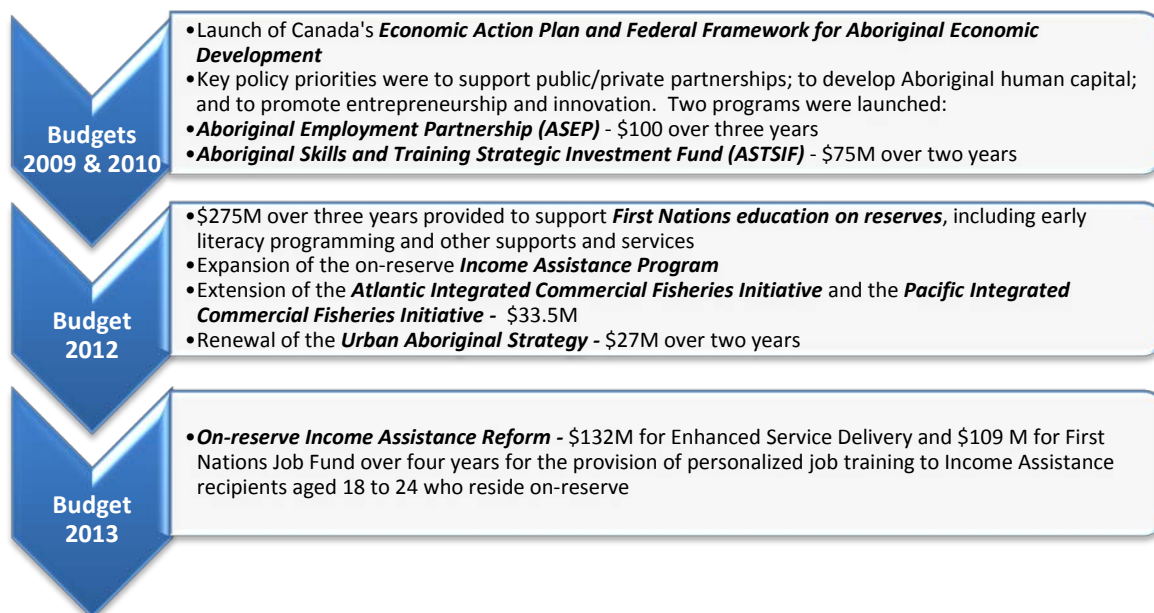 •Launch of Canada's Economic Action Plan and Federal Framework for Aboriginal Economic
Development
•Key policy priorities were to support public/private partnerships; to develop Aboriginal human capital;
and to promote entrepreneurship and innovation.  Two programs were launched:
•Aboriginal Employment Partnership (ASEP) - $100 over three years
•Aboriginal Skills and Training Strategic Investment Fund (ASTSIF) - $75M over two years
Budgets
2009 & 2010
•$275M over three years provided to support First Nations education on reserves, including early
literacy programming and other supports and services
•Expansion of the on-reserve Income Assistance Program
•Extension of the Atlantic Integrated Commercial Fisheries Initiative and the Pacific Integrated
Commercial Fisheries Initiative -  $33.5M
•Renewal of the Urban Aboriginal Strategy - $27M over two years
Budget
2012
•On-reserve Income Assistance Reform - $132M for Enhanced Service Delivery and $109 M for First
Nations Job Fund over four years for the provision of personalized job training to Income Assistance
recipients aged 18 to 24 who reside on-reserve
Budget
2013